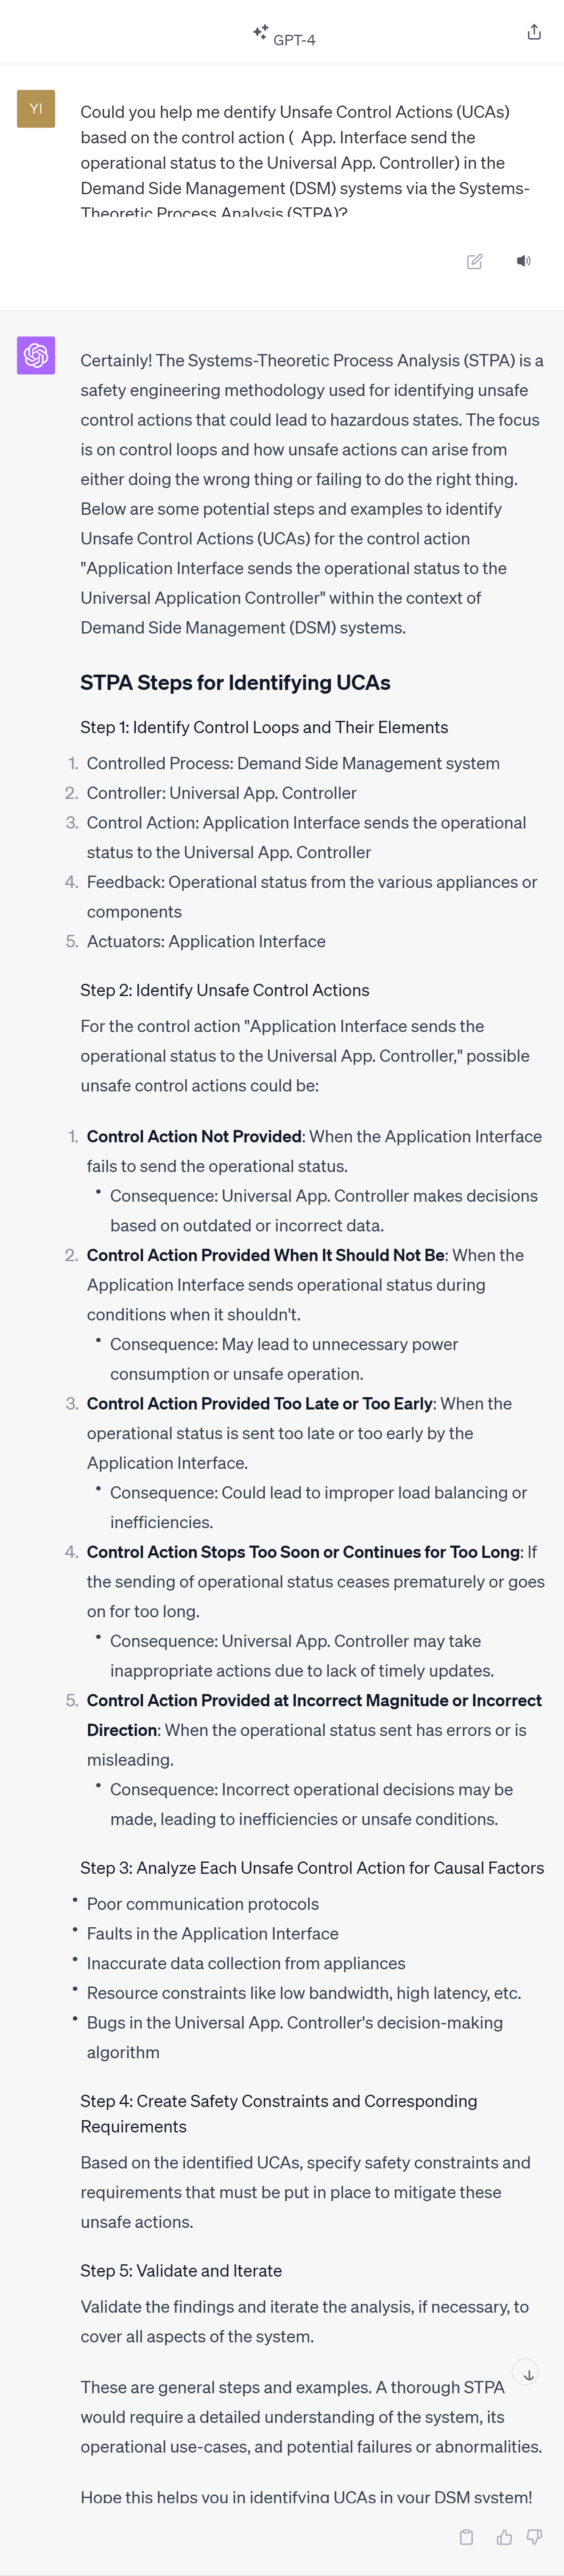 GPT-4
YI
Could you help me dentify Unsafe Control Actions (UCAs)
based on the control action (  App. Interface send the
operational status to the Universal App. Controller) in the
Demand Side Management (DSM) systems via the Systems-
Theoretic Process Analysis (STPA)?
Certainly! The Systems-Theoretic Process Analysis (STPA) is a
safety engineering methodology used for identifying unsafe
control actions that could lead to hazardous states. The focus
is on control loops and how unsafe actions can arise from
either doing the wrong thing or failing to do the right thing.
Below are some potential steps and examples to identify
Unsafe Control Actions (UCAs) for the control action
"Application Interface sends the operational status to the
Universal Application Controller" within the context of
Demand Side Management (DSM) systems.
STPA Steps for Identifying UCAs
Step 1: Identify Control Loops and Their Elements
1. Controlled Process: Demand Side Management system
2. Controller: Universal App. Controller
3. Control Action: Application Interface sends the operational
status to the Universal App. Controller
4. Feedback: Operational status from the various appliances or
components
5. Actuators: Application Interface
Step 2: Identify Unsafe Control Actions
For the control action "Application Interface sends the
operational status to the Universal App. Controller," possible
unsafe control actions could be:
1. Control Action Not Provided: When the Application Interface
fails to send the operational status.
• Consequence: Universal App. Controller makes decisions
based on outdated or incorrect data.
2. Control Action Provided When It Should Not Be: When the
Application Interface sends operational status during
conditions when it shouldn't.
• Consequence: May lead to unnecessary power
consumption or unsafe operation.
3. Control Action Provided Too Late or Too Early: When the
operational status is sent too late or too early by the
Application Interface.
• Consequence: Could lead to improper load balancing or
inefficiencies.
4. Control Action Stops Too Soon or Continues for Too Long: If
the sending of operational status ceases prematurely or goes
on for too long.
• Consequence: Universal App. Controller may take
inappropriate actions due to lack of timely updates.
5. Control Action Provided at Incorrect Magnitude or Incorrect
Direction: When the operational status sent has errors or is
misleading.
• Consequence: Incorrect operational decisions may be
made, leading to inefficiencies or unsafe conditions.
Step 3: Analyze Each Unsafe Control Action for Causal Factors
• Poor communication protocols
• Faults in the Application Interface
• Inaccurate data collection from appliances
• Resource constraints like low bandwidth, high latency, etc.
• Bugs in the Universal App. Controller's decision-making
algorithm
Step 4: Create Safety Constraints and Corresponding
Requirements
Based on the identified UCAs, specify safety constraints and
requirements that must be put in place to mitigate these
unsafe actions.
Step 5: Validate and Iterate
Validate the findings and iterate the analysis, if necessary, to
cover all aspects of the system.
These are general steps and examples. A thorough STPA
would require a detailed understanding of the system, its
operational use-cases, and potential failures or abnormalities.
Hope this helps you in identifying UCAs in your DSM system!